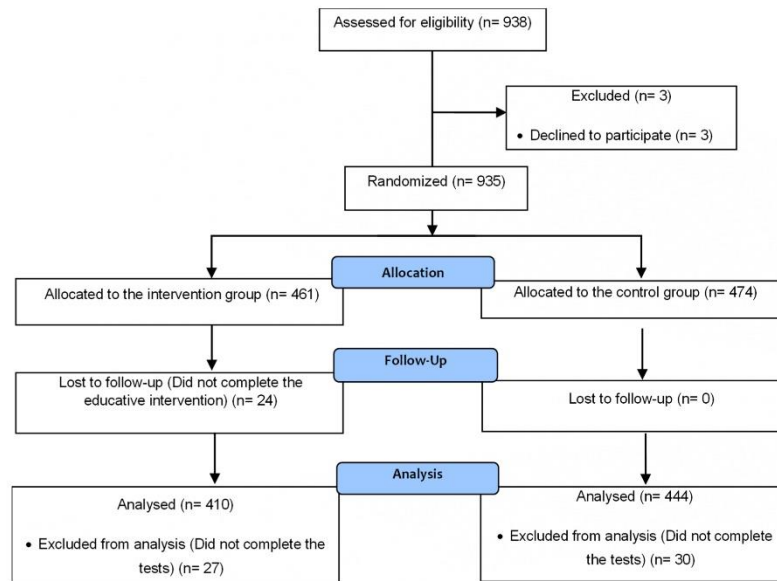 Assessed for eligibility (n= 938)
Excluded (n= 3)
• Declined to participate (n= 3)
Randomized (n= 935)
Allocation
Allocated to the intervention group (n= 461)
Allocated to the control group (n= 474)
Follow-Up
Lost to follow-up (Did not complete the
educative intervention) (n= 24)
Lost to follow-up (n= 0)
Analysis
Analysed (n= 410)
• Excluded from analysis (Did not complete the
tests) (n= 27)
Analysed (n= 444)
• Excluded from analysis (Did not complete
the tests) (n= 30)